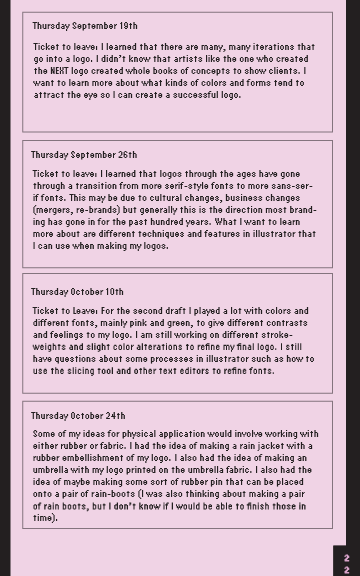 Thursday September 19th
Ticket to leave: I learned that there are many, many iterations that
go into a logo. I didn't know that artists like the one who created
the NEXT logo created whole books of concepts to show clients. I
want to learn more about what kinds of colors and forms tend to
attract the eye so I can create a successful logo.
Thursday September 26th
Ticket to leave: I learned that logos through the ages have gone
through a transition from more serif-style fonts to more sans-ser-
if fonts. This may be due to cultural changes, business changes
(mergers, re-brands) but generally this is the direction most brand-
ing has gone in for the past hundred years. What I want to learn
more about are different techniques and features in illustrator that
I can use when making my logos.
Thursday October 10th
Ticket to Leave: For the second draft I played a lot with colors and
different fonts, mainly pink and green, to give different contrasts
and feelings to my logo. I am still working on different stroke-
weights and slight color alterations to refine my final logo. I still
have questions about some processes in illustrator such as how to
use the slicing tool and other text editors to refine fonts.
Thursday October 24th
Some of my ideas for physical application would involve working with
either rubber or fabric. I had the idea of making a rain jacket with a
rubber embellishment of my logo. I also had the idea of making an
umbrella with my logo printed on the umbrella fabric. I also had the
idea of maybe making some sort of rubber pin that can be placed
onto a pair of rain-boots (I was also thinking about making a pair
of rain boots, but I don't know if I would be able to finish those in
time).
2
2